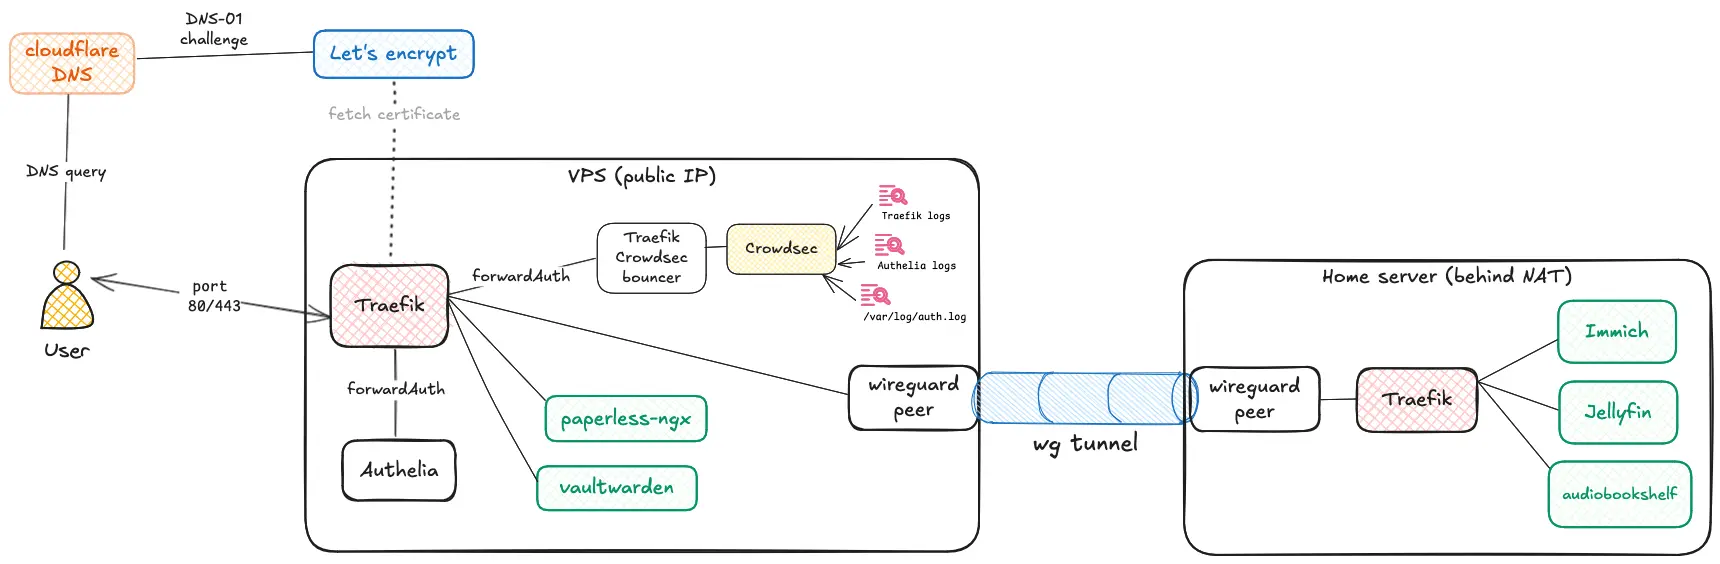 DNS-01
challenge
cloudflare
DNS
Let's encrypt
fetch certificate
DNS query
VPS (public IP)
Traefik logs
Traefik
Crowdsec
bouncer
Crowdsec
Authelia logs
forwardAuth
/var/log/auth.log
port
80/443
Traefik
User
forwardAuth
Authelia
paperless-ngx
vaultwarden
wireguard
peer
wg tunnel
Home server (behind NAT)
wireguard
peer
Traefik
Immich
Jellyfin
audiobookshelf